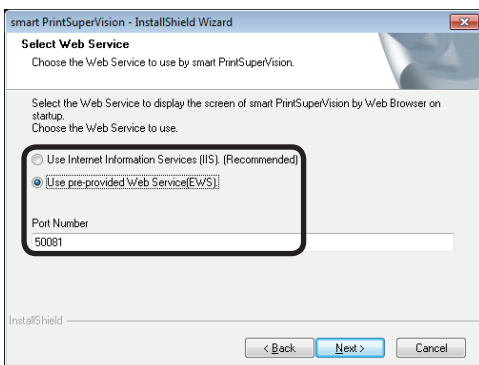 smart PrintSuperVision - InstallShield Wizard
Select Web Service
Choose the Web Service to use by smart PrintSuperVision.
Select the Web Service to display the screen of smart PrintSuperVision by Web Browser on
startup.
Choose the Web Service to use.
Use Internet Information Services (IIS). (Recommended)
Use pre-provided Web Service(EWS).
Port Number
50081
InstallShield
< Back Next > Cancel